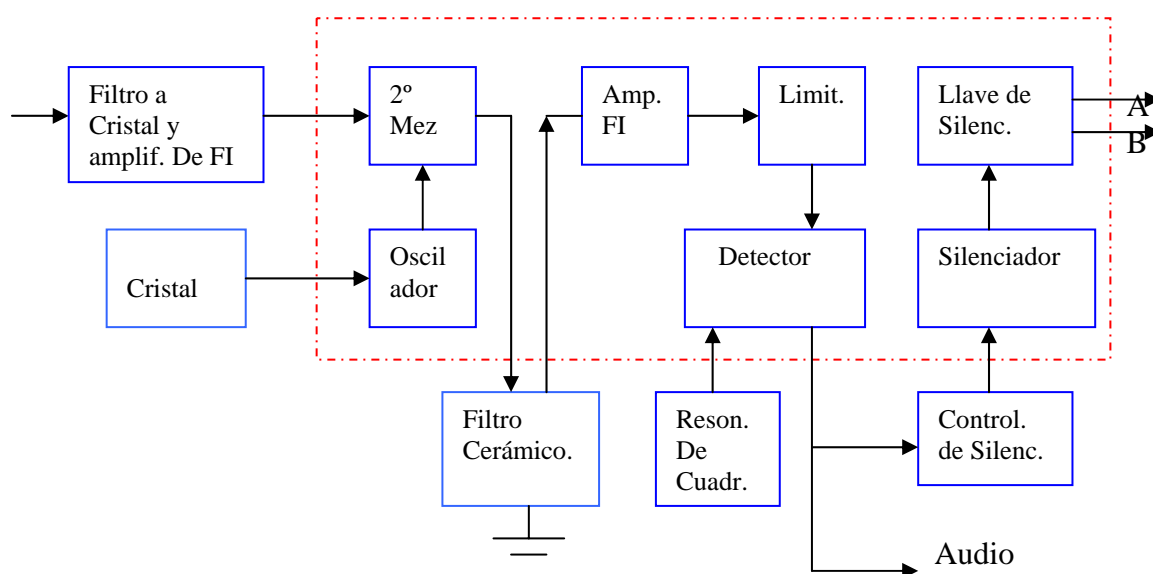 Filtro a
Cristal y
amplif. De FI
2º
Mez
Amp.
FI
Limit.
Llave de
Silenc.
A
B
Cristal
Oscil
ador
Detector
Silenciador
Filtro
Cerámico.
Reson.
De
Cuadr.
Control.
de Silenc.
Audio